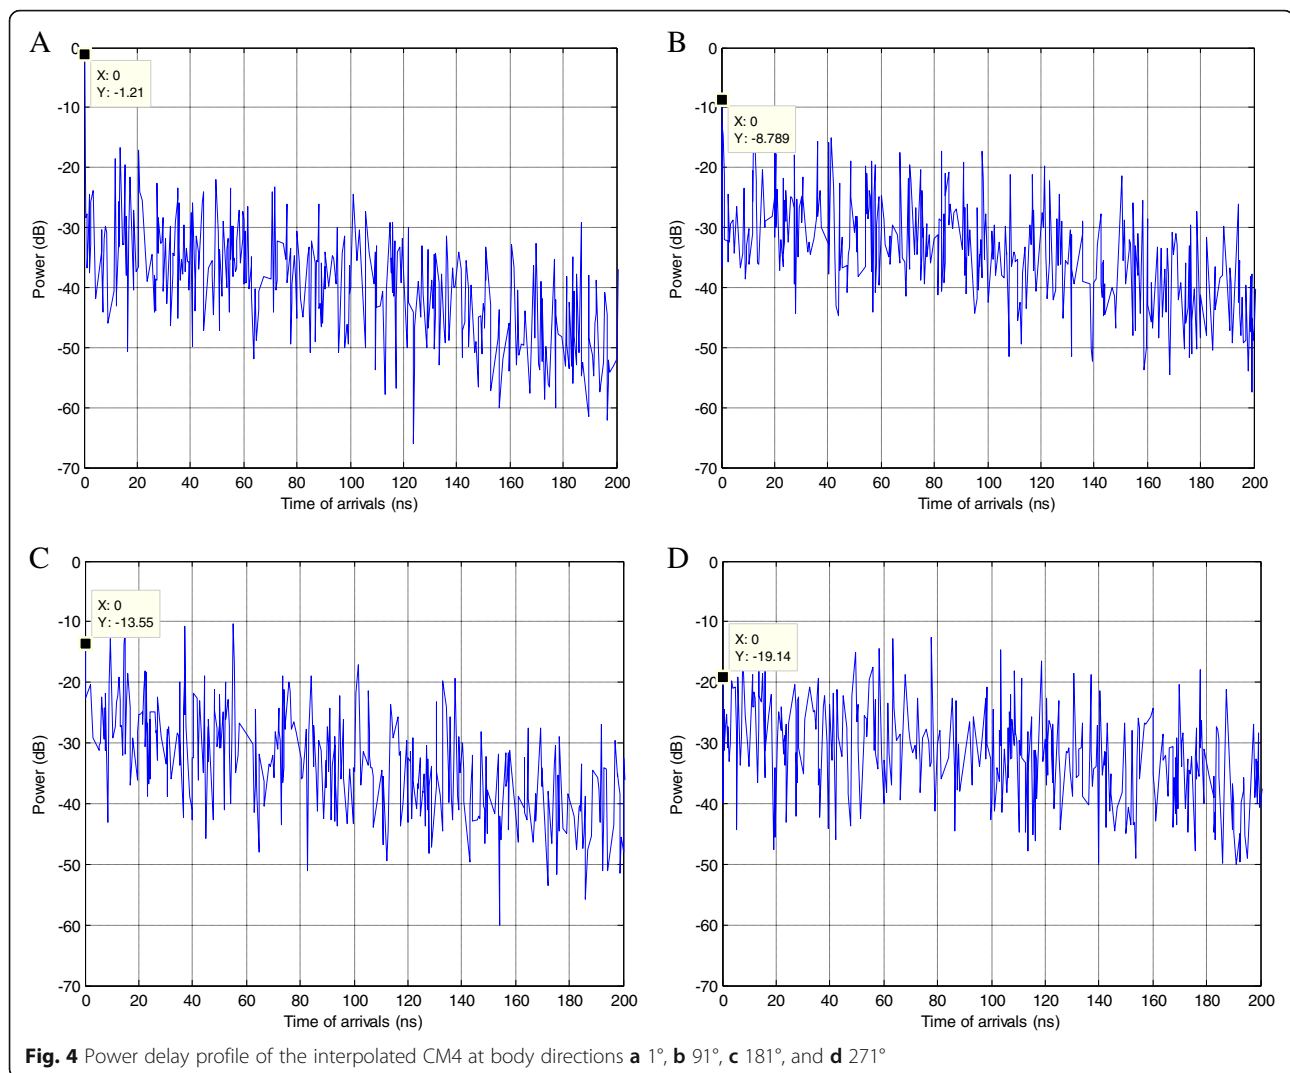 A
0
-10
-20
-30
-40
-50
-60
-70
Power (dB)
X: 0
Y: -1.21
0 20 40 60 80 100 120 140 160 180 200
Time of arrivals (ns)
B
0
-10
-20
-30
-40
-50
-60
-70
Power (dB)
X: 0
Y: -8.789
0 20 40 60 80 100 120 140 160 180 200
Time of arrivals (ns)
C
0
-10
-20
-30
-40
-50
-60
-70
Power (dB)
X: 0
Y: -13.55
0 20 40 60 80 100 120 140 160 180 200
Time of arrivals (ns)
D
0
-10
-20
-30
-40
-50
-60
-70
Power (dB)
X: 0
Y: -19.14
0 20 40 60 80 100 120 140 160 180 200
Time of arrivals (ns)
Fig. 4 Power delay profile of the interpolated CM4 at body directions a 1°, b 91°, c 181°, and d 271°